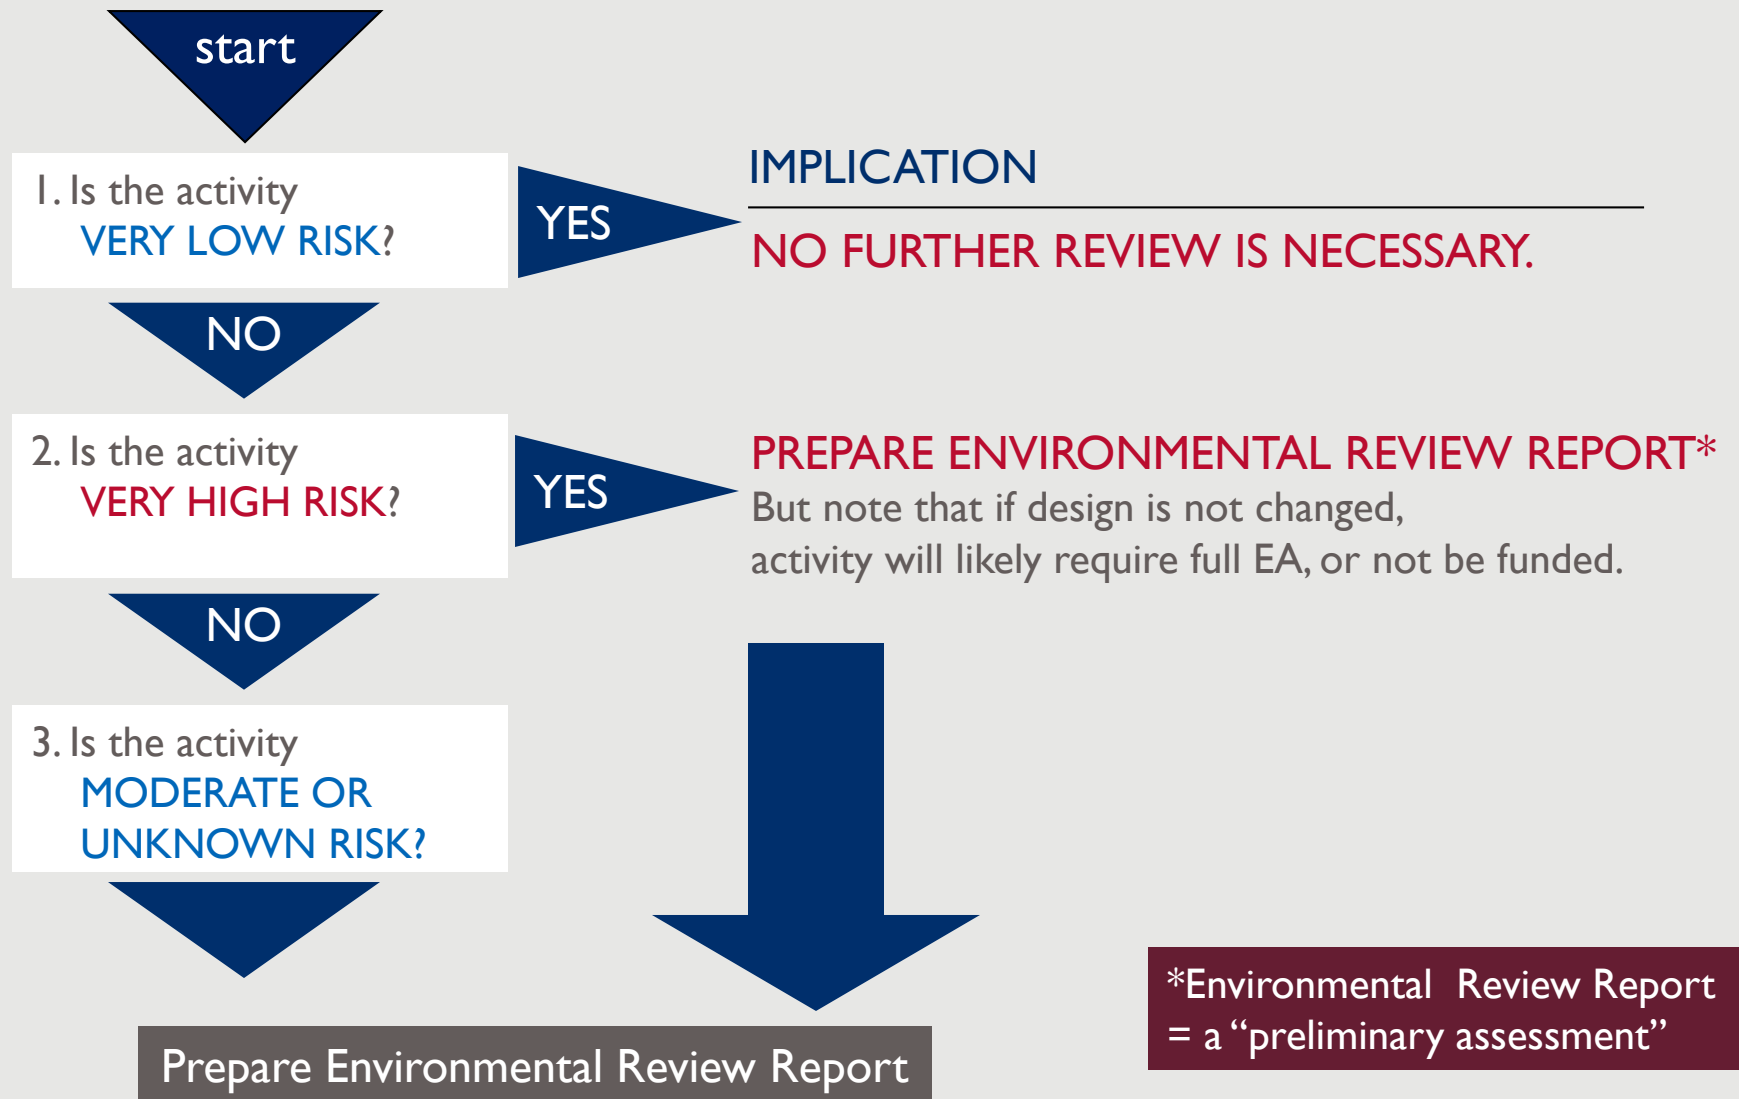 start
1. Is the activity
VERY LOW RISK?
YES
IMPLICATION
NO FURTHER REVIEW IS NECESSARY.
NO
2. Is the activity
VERY HIGH RISK?
YES
PREPARE ENVIRONMENTAL REVIEW REPORT*
But note that if design is not changed,
activity will likely require full EA, or not be funded.
NO
3. Is the activity
MODERATE OR
UNKNOWN RISK?
*Environmental Review Report
= a “preliminary assessment”
Prepare Environmental Review Report